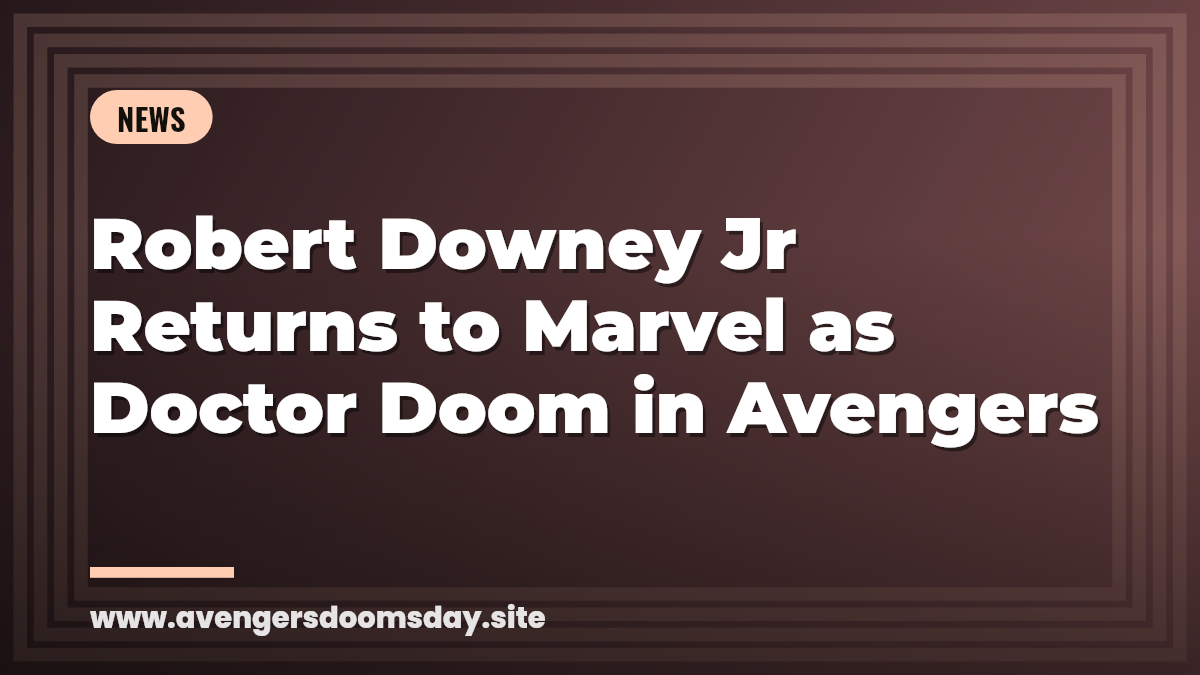 NEWS
Robert Downey Jr
Returns to Marvel as
Doctor Doom in Avengers
www.avengersdoomsday.site